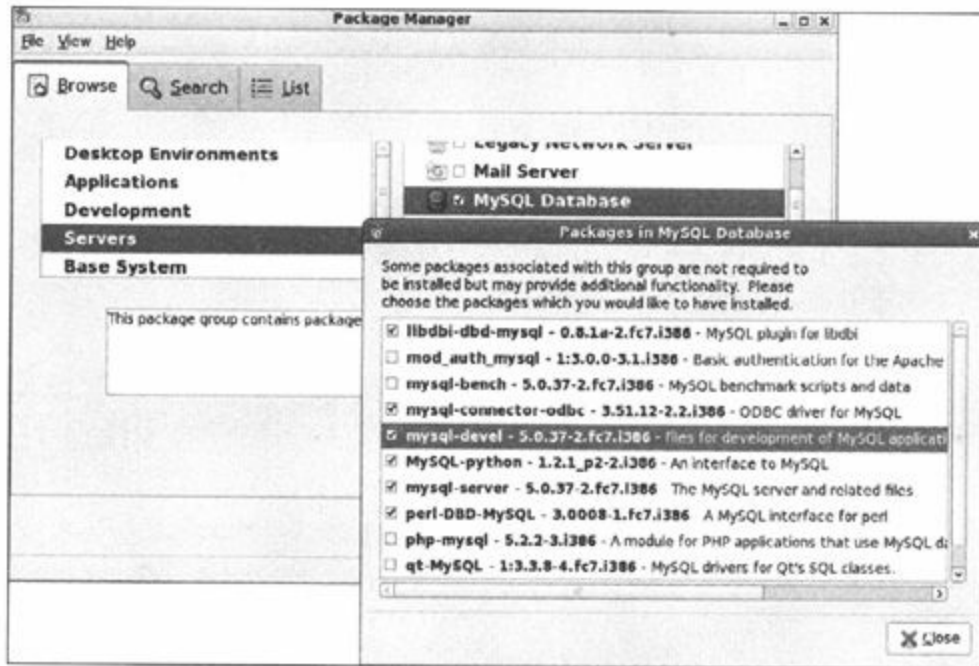 Package Manager
File View Help
Browse Search List
Desktop Environments
Applications
Development
Servers
Base System
Legacy Network Server
Mail Server
MySQL Database
This package group contains package
Packages in MySQL Database
Some packages associated with this group are not required to
be installed but may provide additional functionality. Please
choose the packages which you would like to have installed.
libdbi-dbd-mysql - 0.8.1a-2.fc7.i386 - MySQL plugin for libdbi
mod_auth_mysql - 1:3.0.0-3.1.i386 - Basic authentication for the Apache
mysql-bench - 5.0.37-2.fc7.i386 - MySQL benchmark scripts and data
mysql-connector-odbc - 3.51.12-2.2.i386 - ODBC driver for MySQL
mysql-devel - 5.0.37-2.fc7.i386 - files for development of MySQL applicati
MySQL-python - 1.2.1_p2-2.i386 - An interface to MySQL
mysql-server - 5.0.37-2.fc7.i386 The MySQL server and related files
perl-DBD-MySQL - 3.0008-1.fc7.i386 A MySQL interface for perl
php-mysql - 5.2.2-3.i386 - A module for PHP applications that use MySQL da
qt-MySQL - 1:3.3.8-4.fc7.i386 - MySQL drivers for Qt's SQL classes.
Close